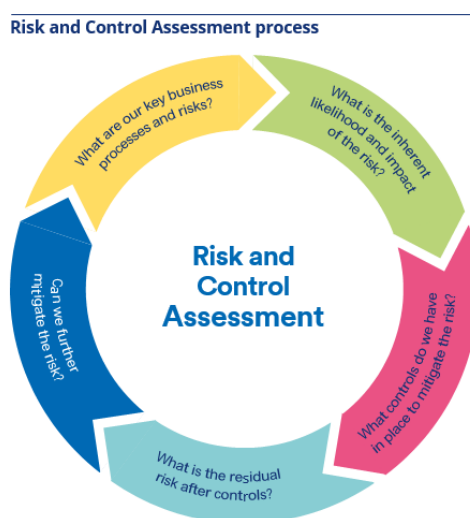 Risk and Control Assessment process
What are our key business
processes and risks?
What is the inherent
likelihood and impact
of the risk?
Risk and
Control
Assessment
What controls do we have
in place to mitigate the risk?
What is the residual
risk after controls?
Can we further
mitigate the risk?